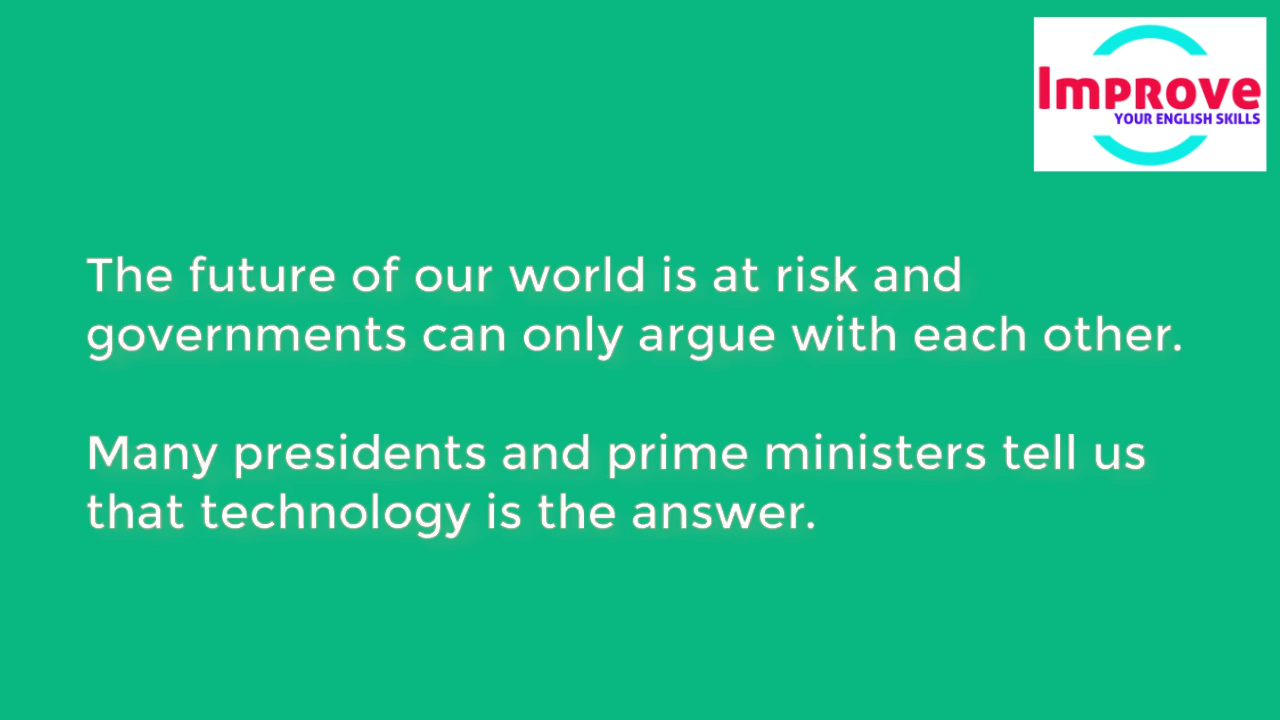 Improve
YOUR ENGLISH SKILLS
The future of our world is at risk and
governments can only argue with each other.
Many presidents and prime ministers tell us
that technology is the answer.